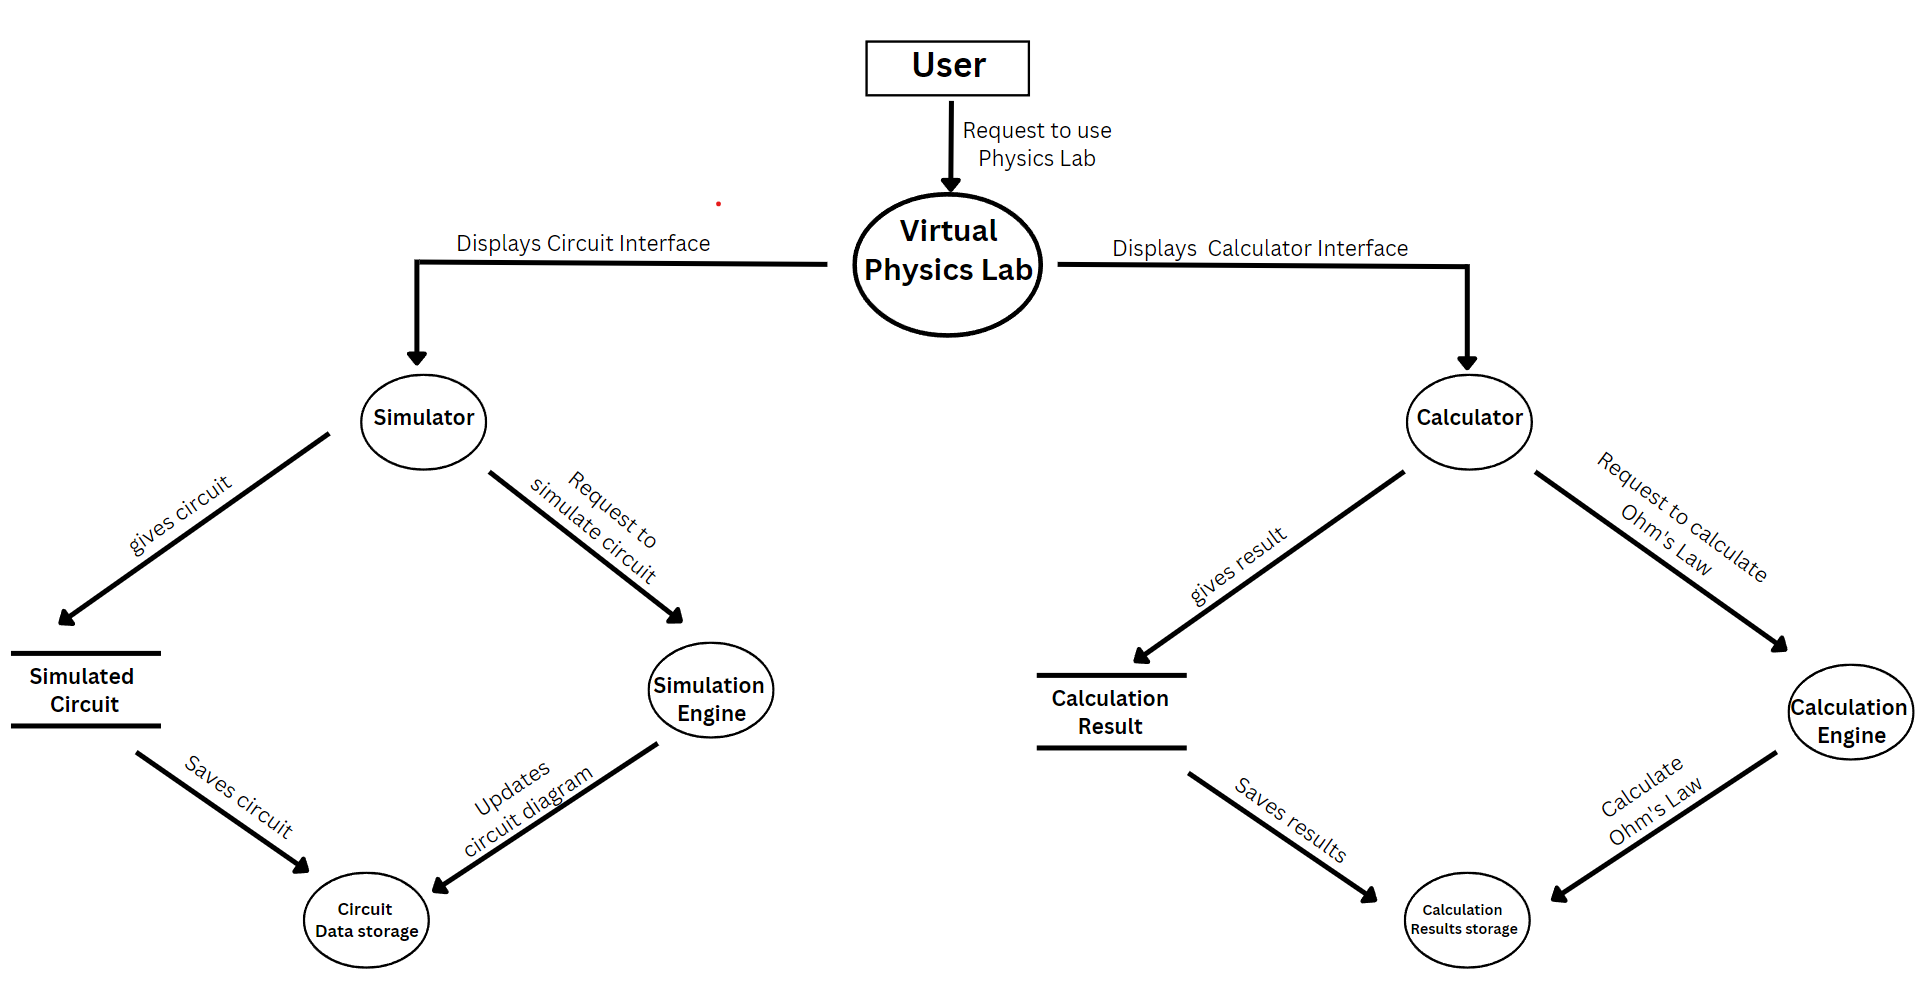 User
Request to use
Physics Lab
Virtual
Physics Lab
Displays Circuit Interface
Displays Calculator Interface
Simulator
Calculator
gives circuit
Request to
simulate circuit
gives result
Request to calculate
Ohm's Law
Simulated
Circuit
Simulation
Engine
Calculation
Result
Calculation
Engine
Saves circuit
Updates
circuit diagram
Saves results
Calculate
Ohm's Law
Circuit
Data storage
Calculation
Results storage